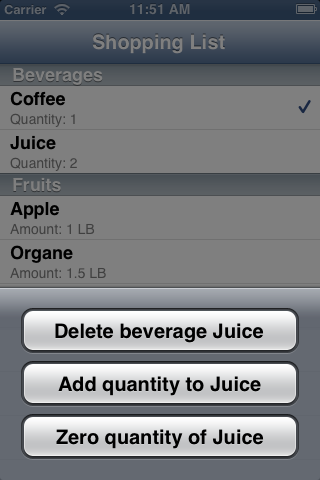 Carrier 11:51 AM
Shopping List
Beverages
Coffee
Quantity: 1
Juice
Quantity: 2
Fruits
Apple
Amount: 1 LB
Organe
Amount: 1.5 LB
Delete beverage Juice
Add quantity to Juice
Zero quantity of Juice